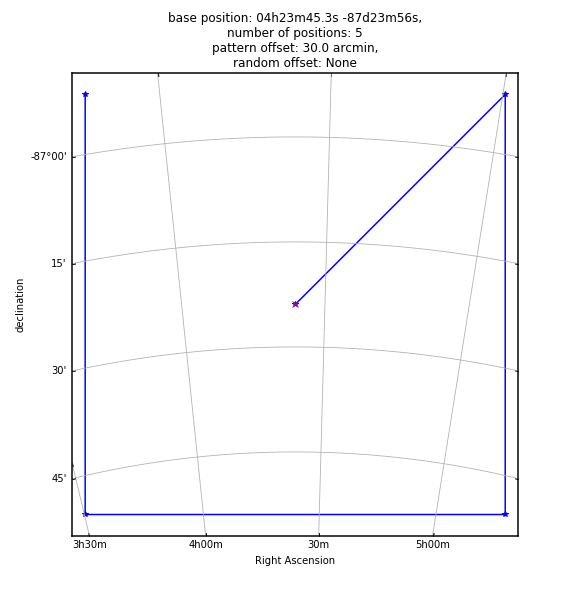 base position: 04h23m45.3s -87d23m56s,
number of positions: 5
pattern offset: 30.0 arcmin,
random offset: None
-87°00'
15'
30'
45'
declination
3h30m
4h00m
30m
5h00m
Right Ascension